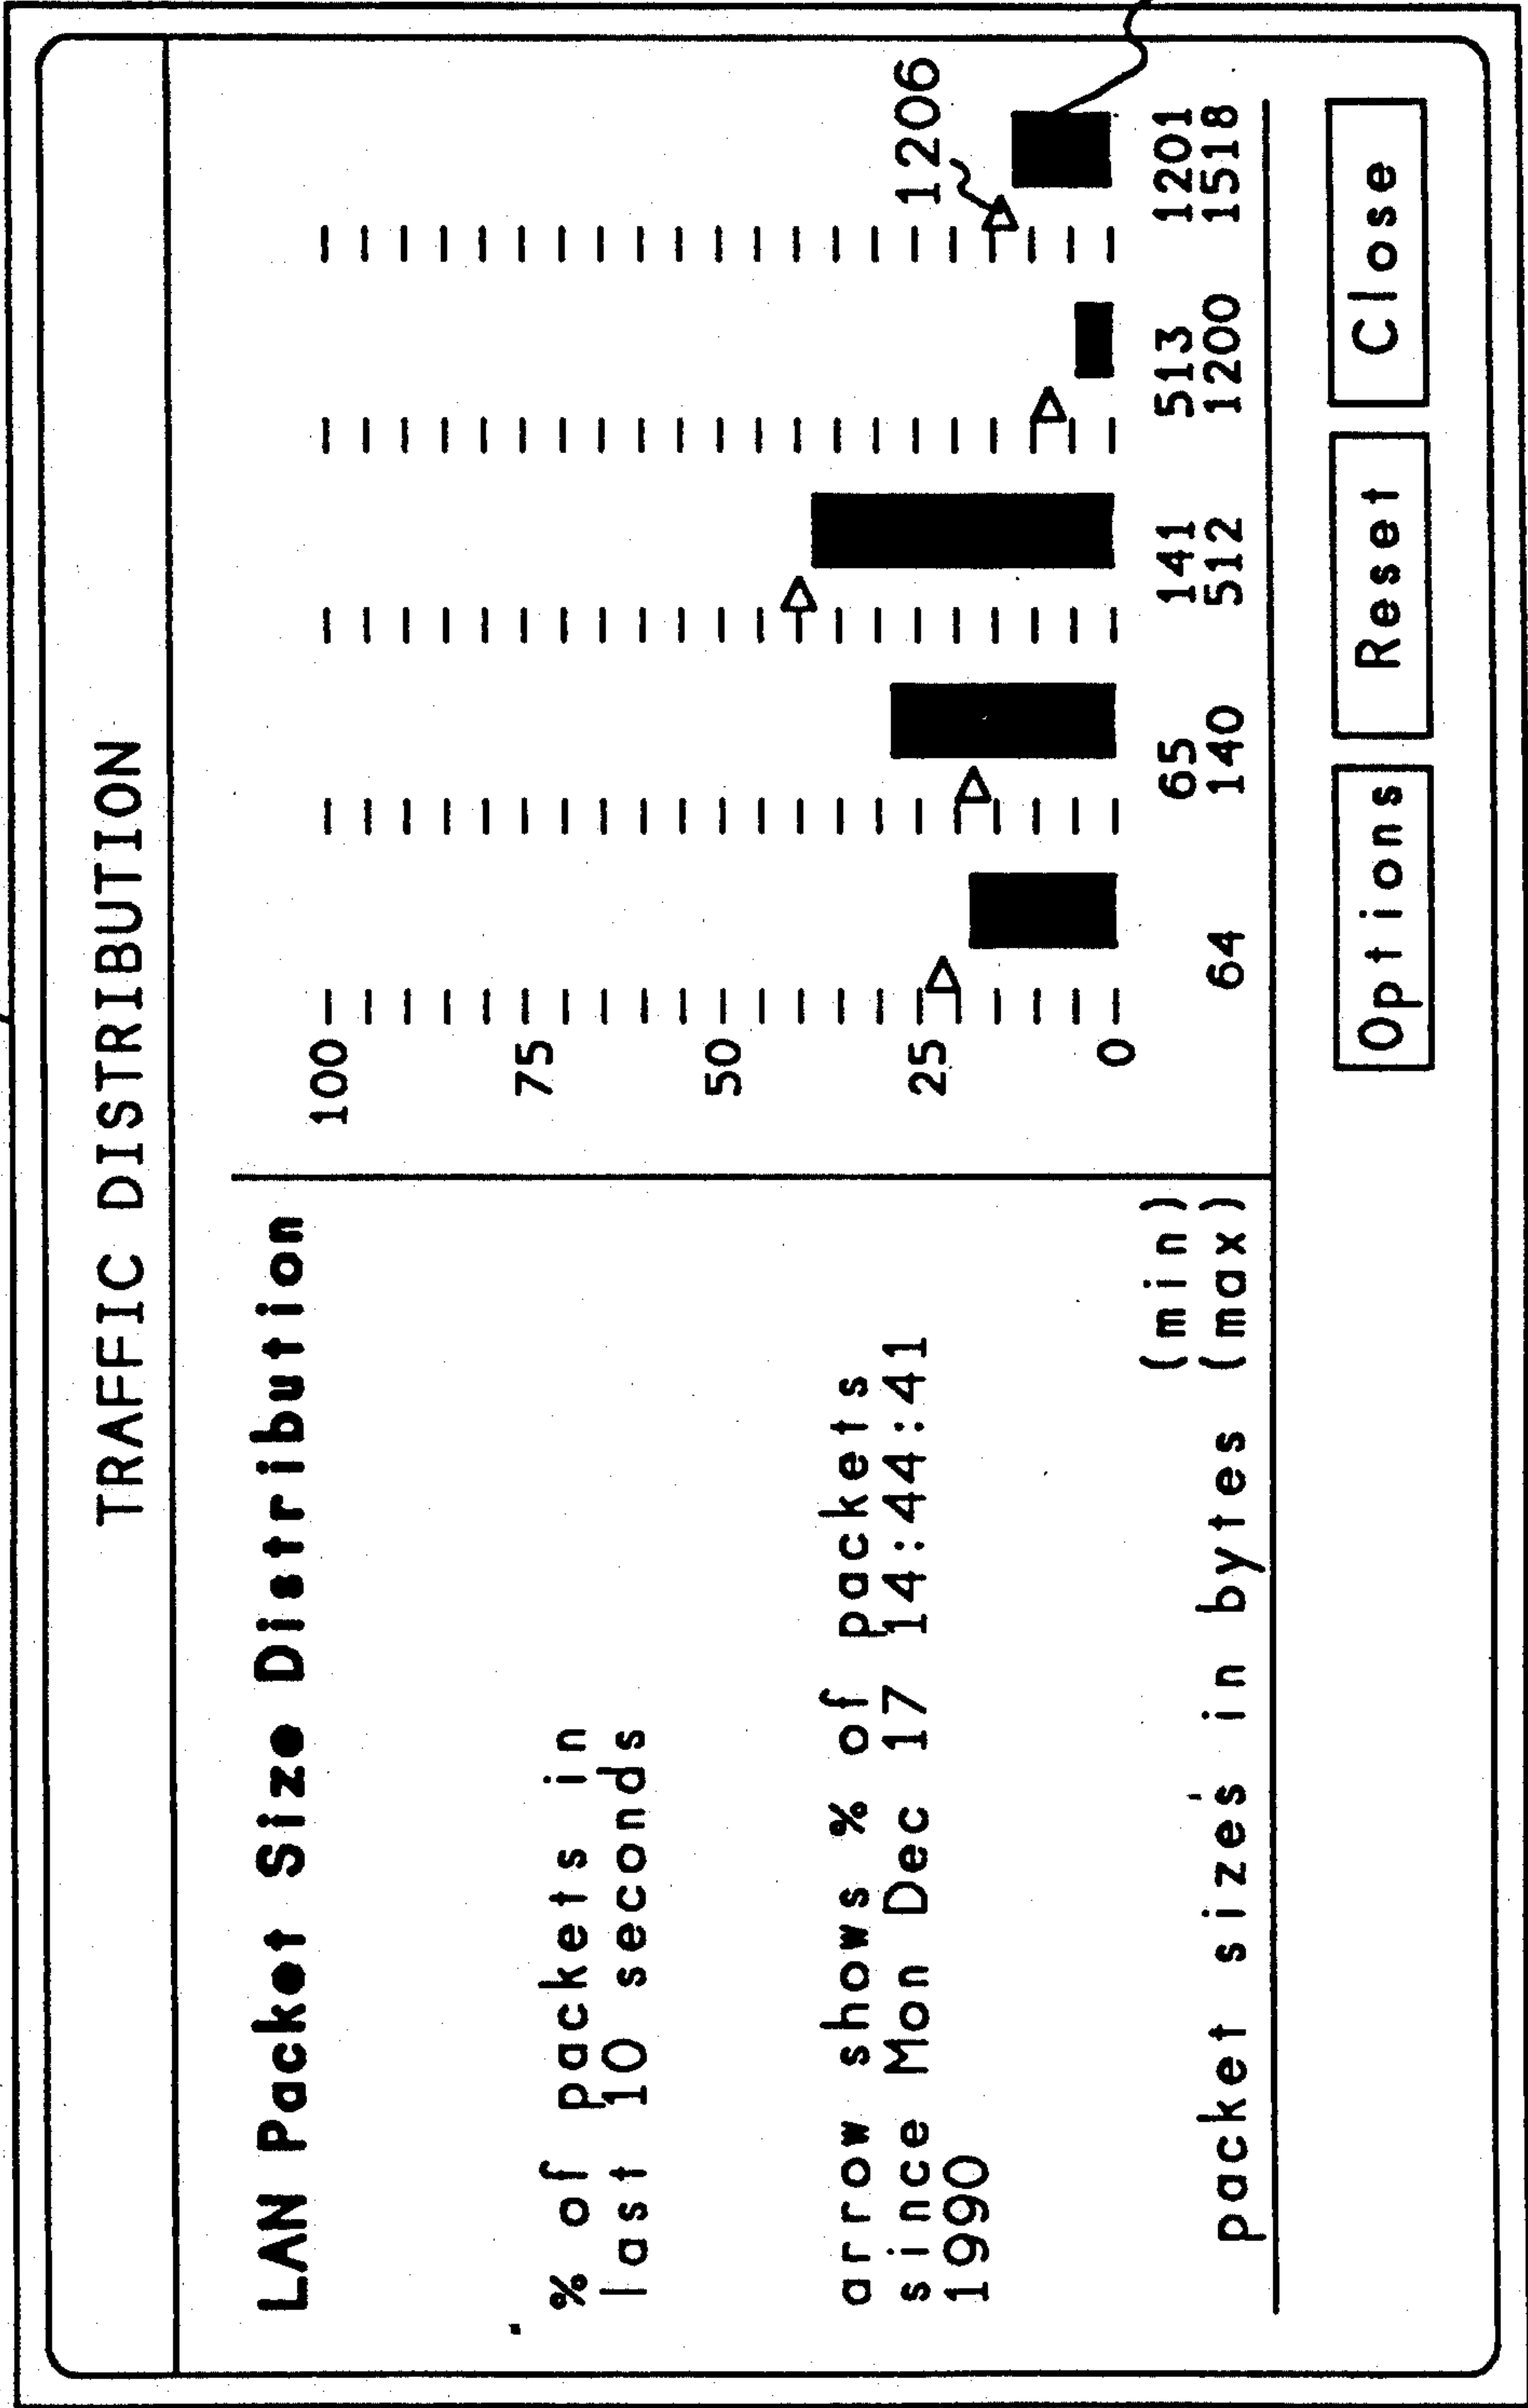 TRAFFIC DISTRIBUTION
LAN Packet Size Distribution
% of packets in
last 10 seconds
arrow shows % of packets
since Mon Dec 17 14:44:41
1990
100
75
50
25
0
1206
(min) 65 141 513 1201
packet sizes in bytes (max) 64 140 512 1200 1518
Options Reset Close